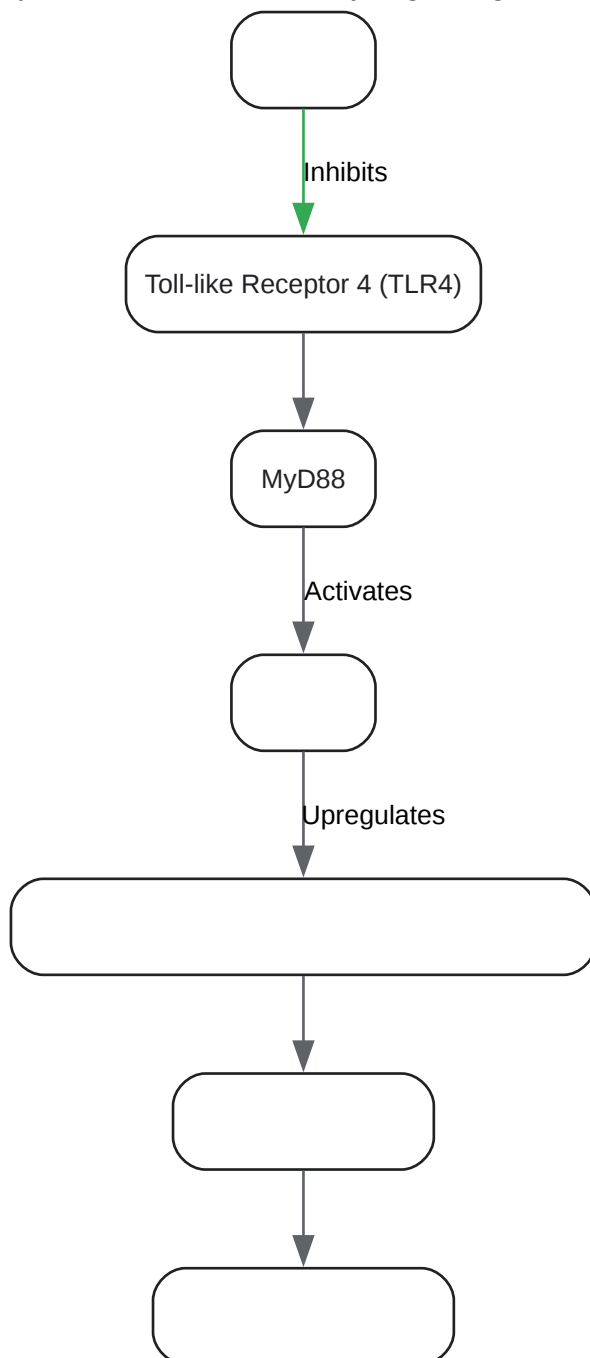 Inhibits
Toll-like Receptor 4 (TLR4)
MyD88
Activates
Upregulates